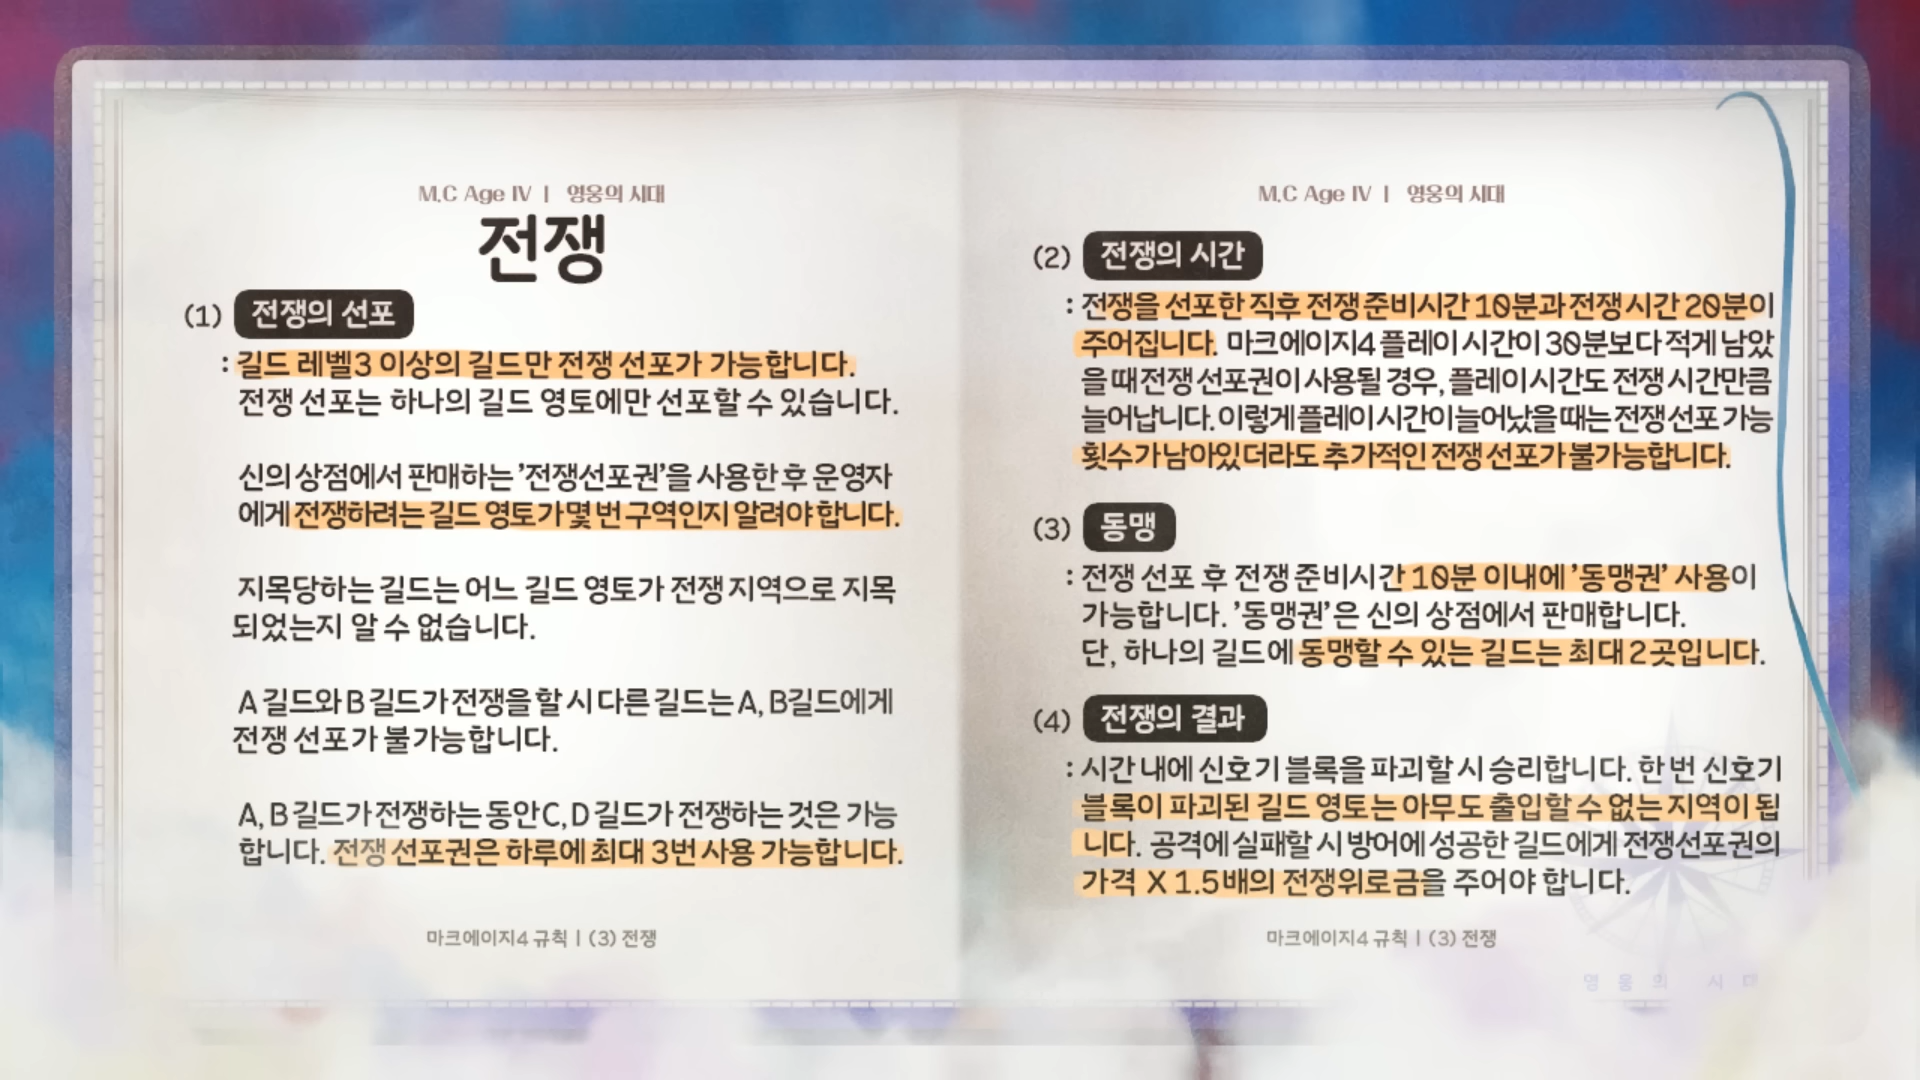 M.C Age IV | 영웅의 시대
전쟁
(1) 전쟁의 선포
: 길드 레벨3 이상의 길드만 전쟁 선포가 가능합니다.
전쟁 선포는 하나의 길드 영토에만 선포할 수 있습니다.
신의 상점에서 판매하는 '전쟁선포권'을 사용한 후 운영자
에게 전쟁하려는 길드 영토가 몇 번 구역인지 알려야 합니다.
지목당하는 길드는 어느 길드 영토가 전쟁 지역으로 지목
되었는지 알 수 없습니다.
A 길드와 B 길드가 전쟁을 할 시 다른 길드는 A, B길드에게
전쟁 선포가 불가능합니다.
A, B 길드가 전쟁하는 동안 C, D 길드가 전쟁하는 것은 가능
합니다. 전쟁 선포권은 하루에 최대 3번 사용 가능합니다.
마크에이지4 규칙 | (3) 전쟁
M.C Age IV | 영웅의 시대
(2) 전쟁의 시간
: 전쟁을 선포한 직후 전쟁 준비시간 10분과 전쟁 시간 20분이
주어집니다. 마크에이지4 플레이 시간이 30분보다 적게 남았
을 때 전쟁 선포권이 사용될 경우, 플레이 시간도 전쟁 시간만큼
늘어납니다. 이렇게 플레이 시간이 늘어났을 때는 전쟁 선포 가능
횟수가 남아있더라도 추가적인 전쟁 선포가 불가능합니다.
(3) 동맹
: 전쟁 선포 후 전쟁 준비시간 10분 이내에 '동맹권' 사용이
가능합니다. '동맹권'은 신의 상점에서 판매합니다.
단, 하나의 길드에 동맹할 수 있는 길드는 최대 2곳입니다.
(4) 전쟁의 결과
: 시간 내에 신호기 블록을 파괴할 시 승리합니다. 한 번 신호기
블록이 파괴된 길드 영토는 아무도 출입할 수 없는 지역이 됩
니다. 공격에 실패할 시 방어에 성공한 길드에게 전쟁선포권의
가격 X 1.5배의 전쟁위로금을 주어야 합니다.
마크에이지4 규칙 | (3) 전쟁
영웅의 시대